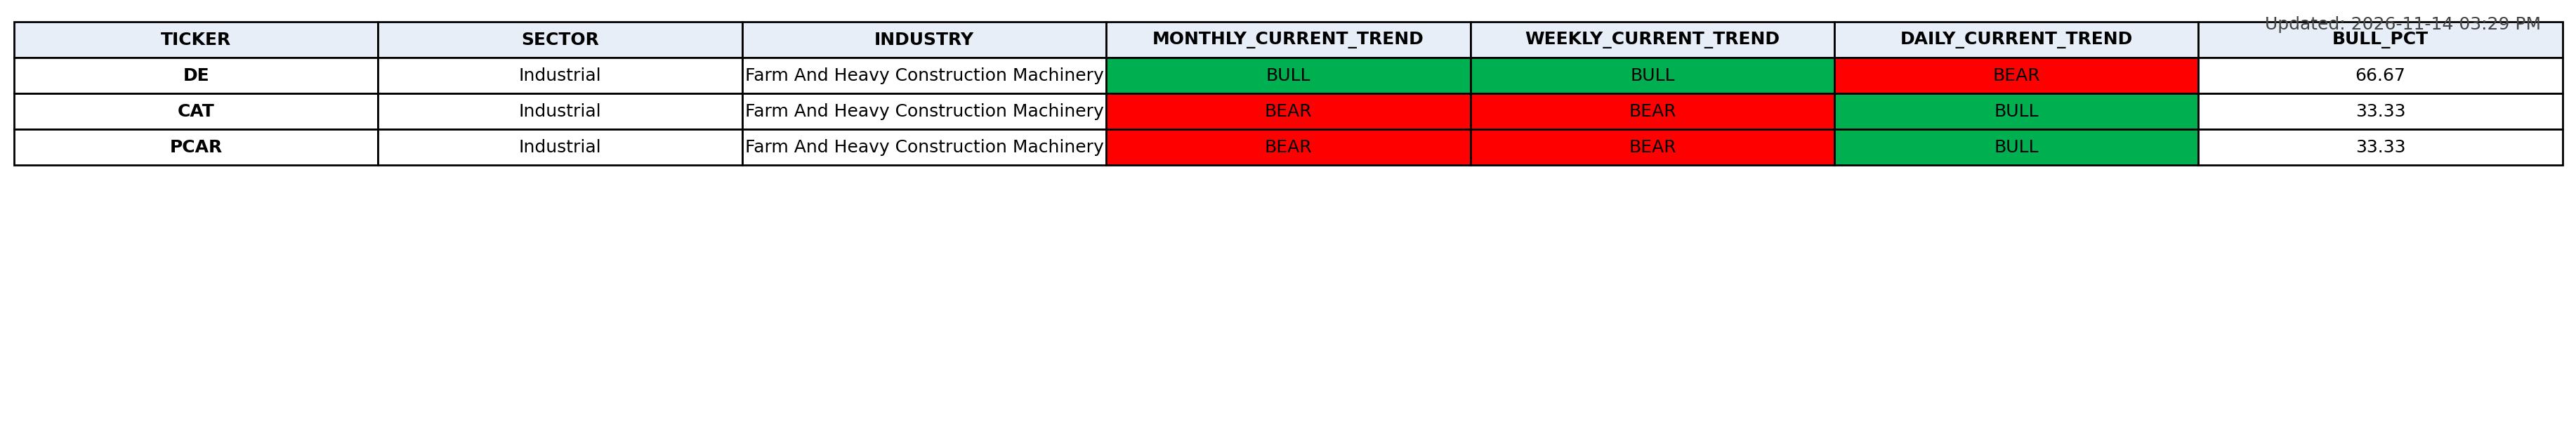 Updated: 2026-11-14 03:29 PM
TICKER SECTOR INDUSTRY MONTHLY_CURRENT_TREND WEEKLY_CURRENT_TREND DAILY_CURRENT_TREND BULL_PCT
DE Industrial Farm And Heavy Construction Machinery BULL BULL BEAR 66.67
CAT Industrial Farm And Heavy Construction Machinery BEAR BEAR BULL 33.33
PCAR Industrial Farm And Heavy Construction Machinery BEAR BEAR BULL 33.33